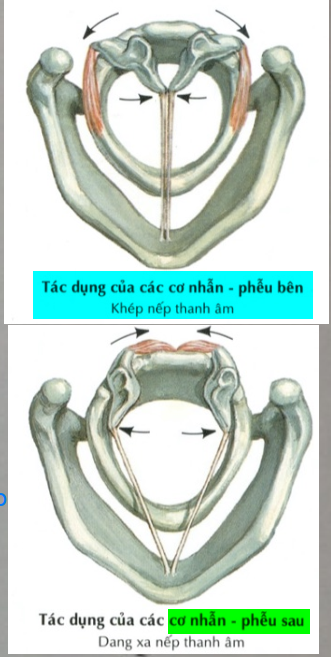 Tác dụng của các cơ nhẫn - phễu bên
Khép nếp thanh âm
Tác dụng của các cơ nhẫn - phễu sau
Dang xa nếp thanh âm